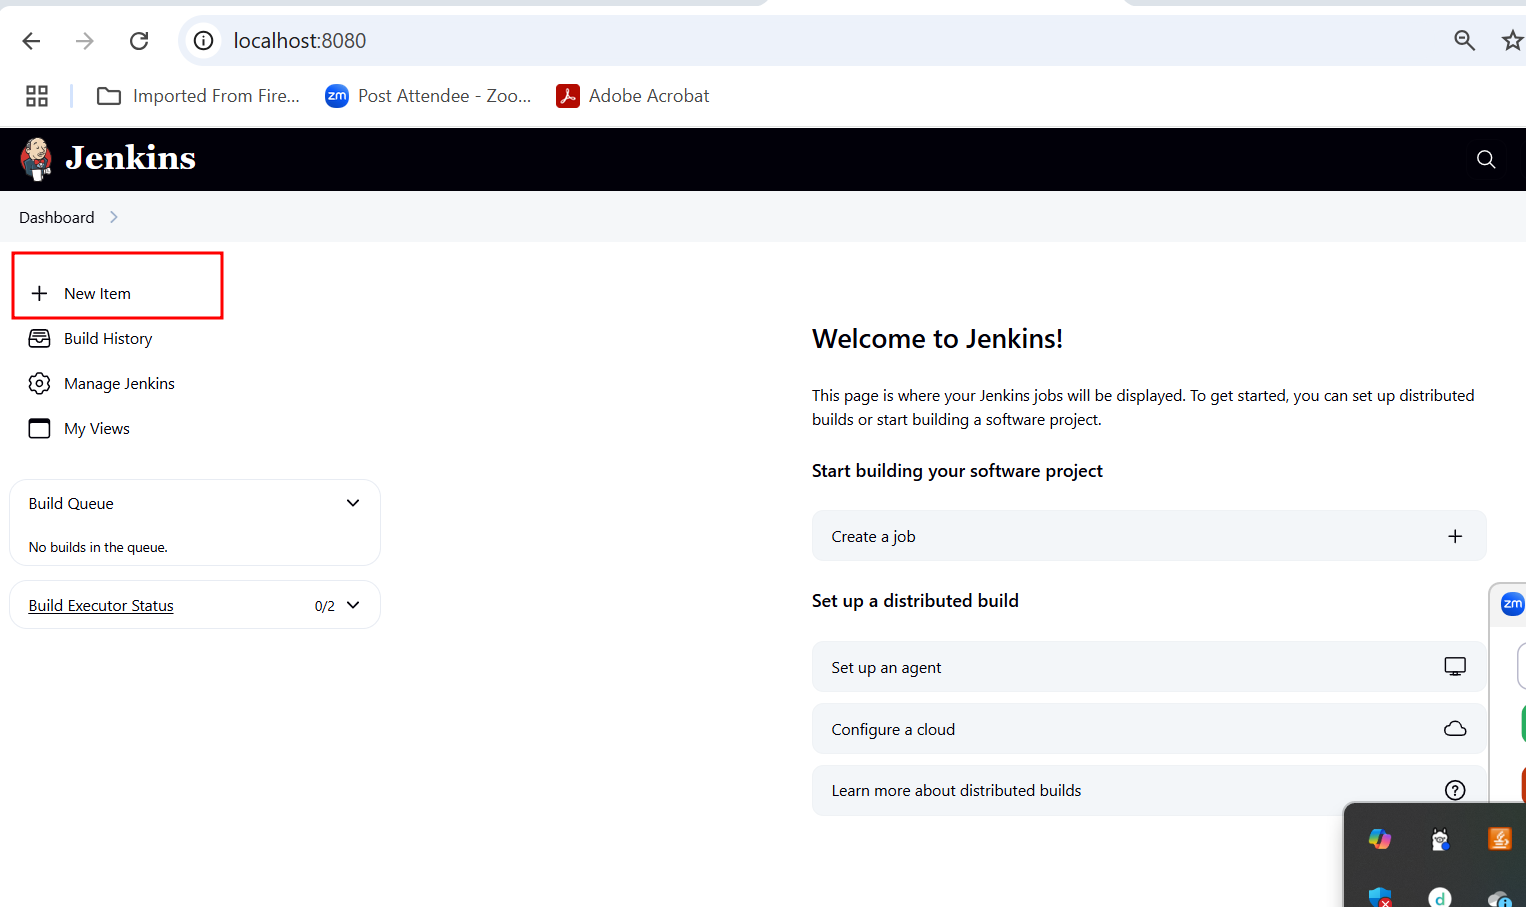 localhost:8080
Imported From Fire...
zm
Post Attendee - Zoo...
Adobe Acrobat
Jenkins
Dashboard
New Item
Build History
Manage Jenkins
My Views
Build Queue
No builds in the queue.
Build Executor Status
0/2
Welcome to Jenkins!
This page is where your Jenkins jobs will be displayed. To get started, you can set up distributed
builds or start building a software project.
Start building your software project
Create a job
Set up a distributed build
Set up an agent
Configure a cloud
Learn more about distributed builds
zm
d